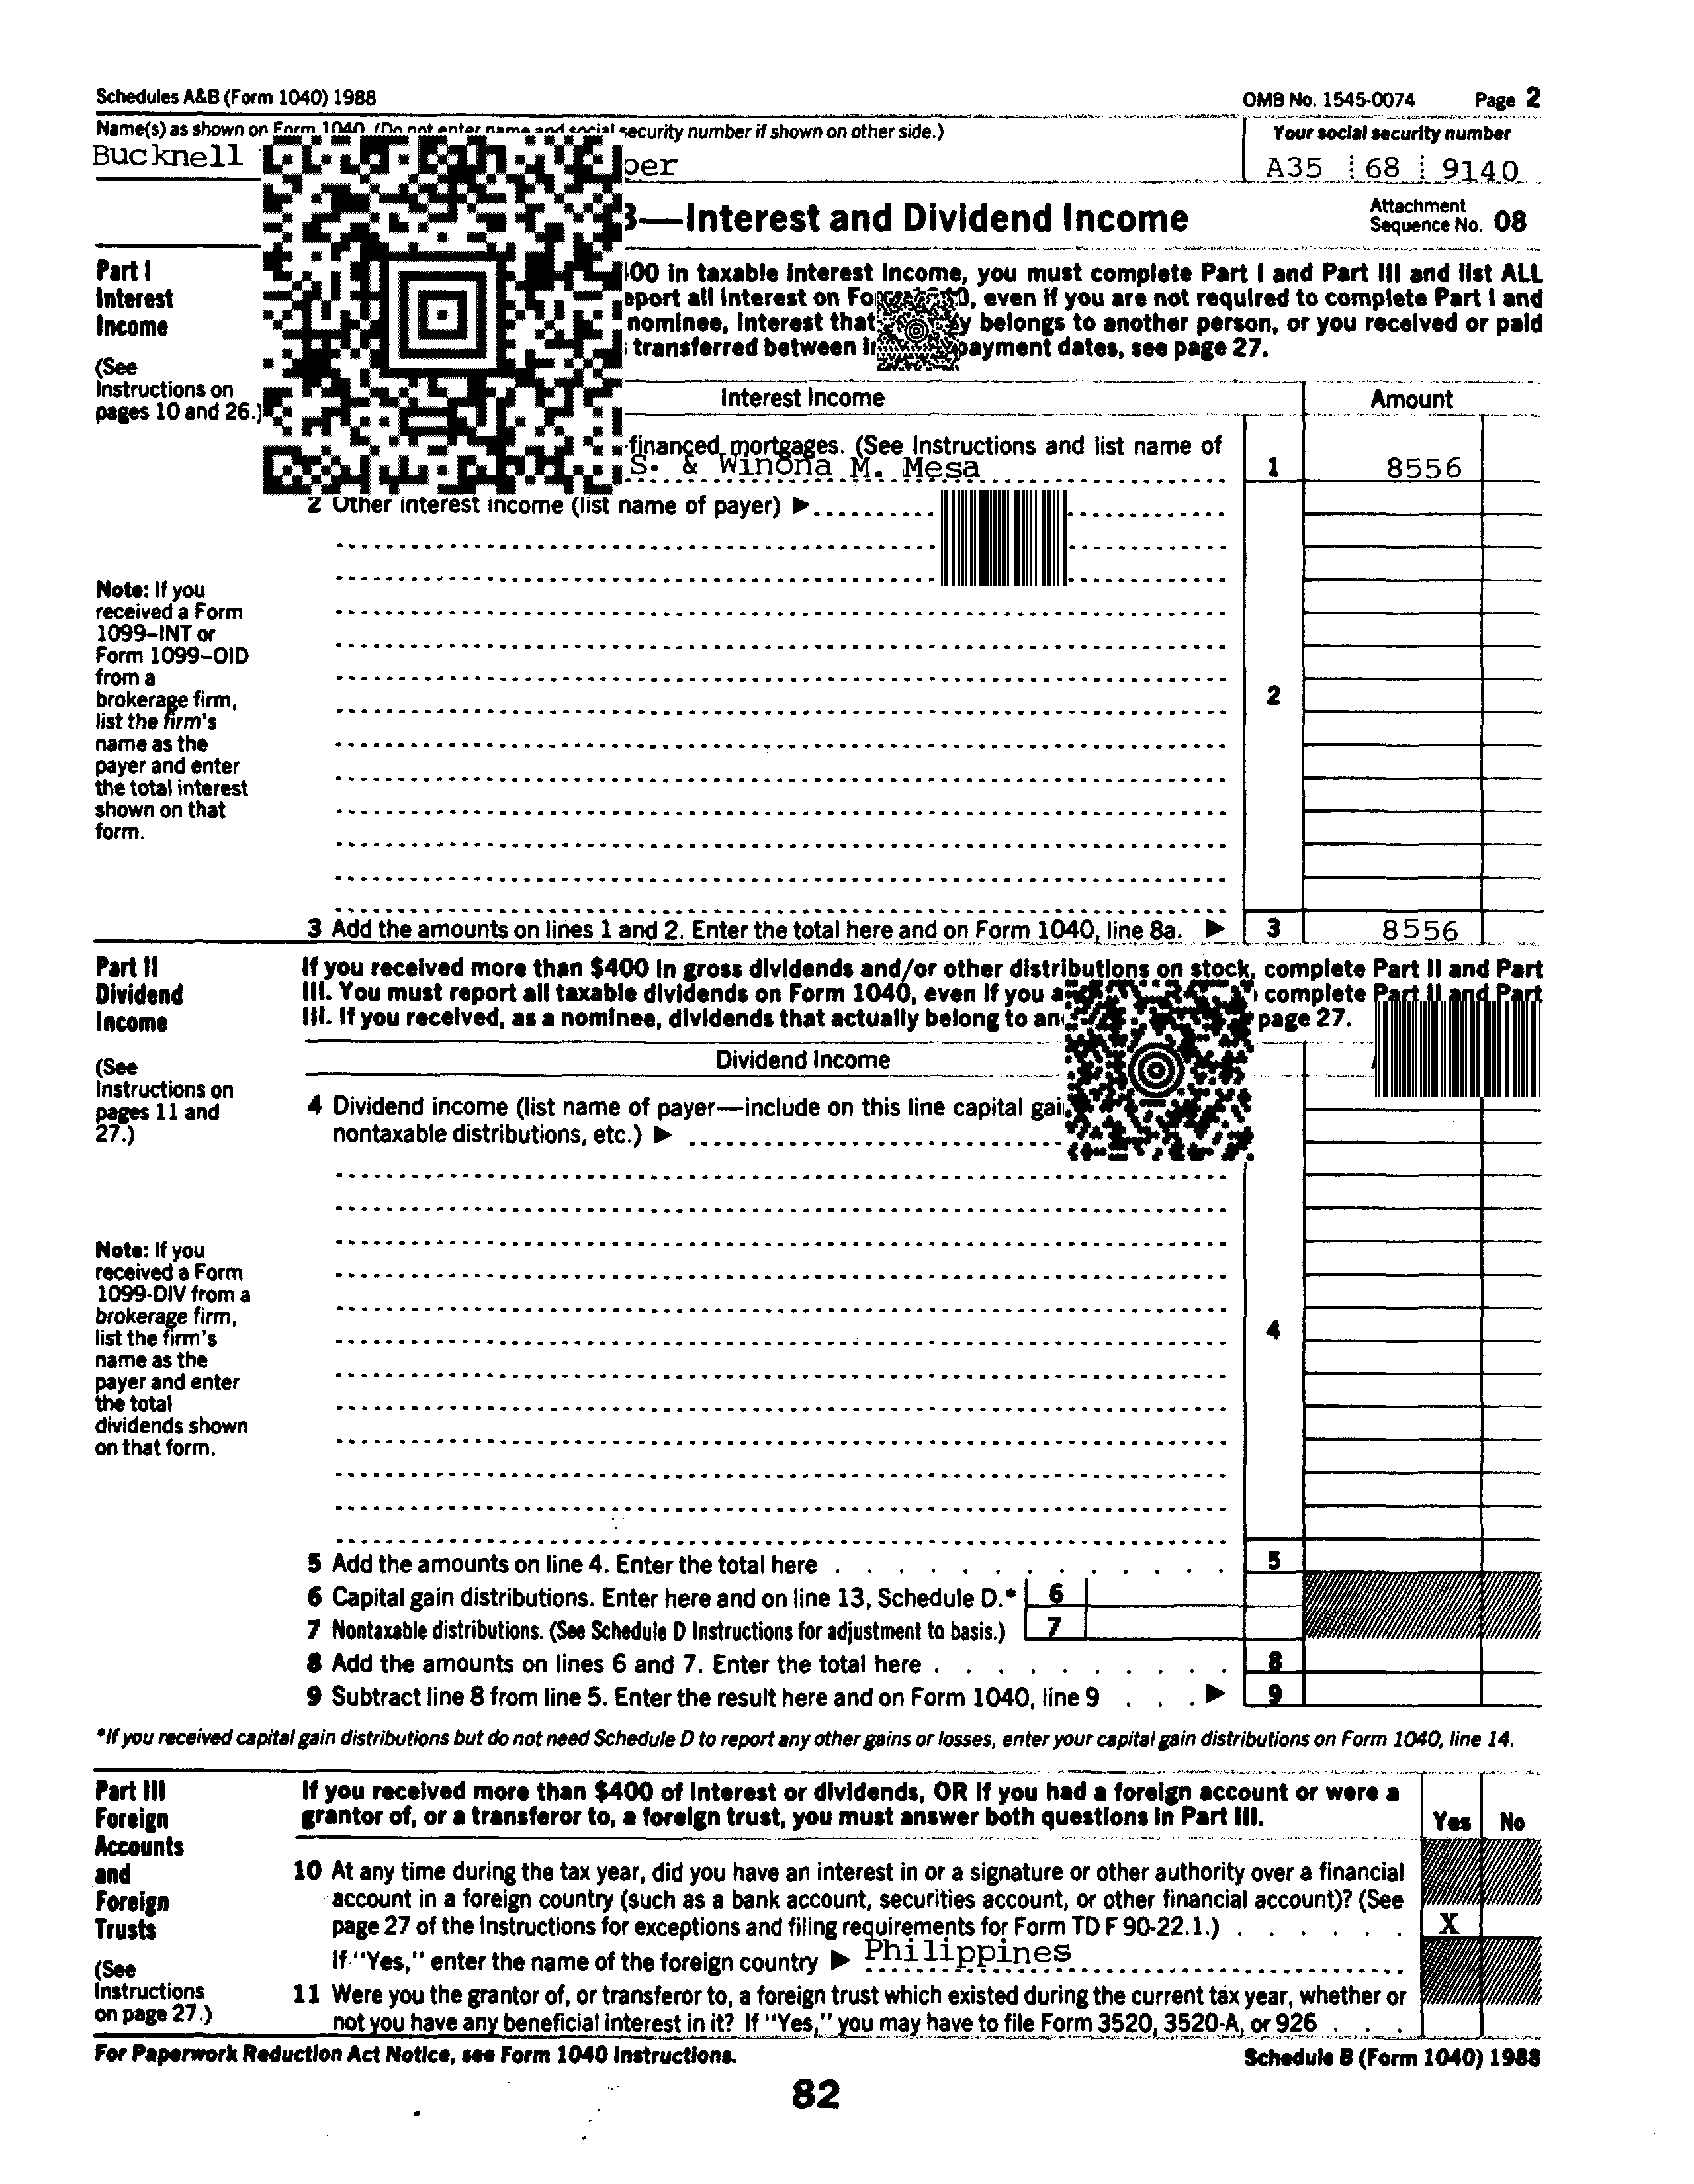 Schedules A&B (Form 1040) 1988 OMB No. 1545-0074 Page 2
Name(s) as shown on Form 1040 (Do not enter name and social security number if shown on other side.) Your social security number
Bucknell A35 68 9140
—Interest and Dividend Income Attachment Sequence No. 08
Part I
Interest
Income
(See
Instructions on
pages 10 and 26.)
00 in taxable interest income, you must complete Part I and Part III and list ALL
all interest on , even if you are not required to complete Part I and
nominee, interest that belongs to another person, or you received or paid
transferred between payment dates, see page 27.
Interest Income Amount
financed mortgages. (See Instructions and list name of
S. & Winona M. Mesa 1 8556
2 Other interest income (list name of payer) ▶
Note: If you
received a Form
1099–INT or
Form 1099–OID
from a
brokerage firm,
list the firm's
name as the
payer and enter
the total interest
shown on that
form.
2
3 Add the amounts on lines 1 and 2. Enter the total here and on Form 1040, line 8a. ▶ 3 8556
Part II
Dividend
Income
(See
Instructions on
pages 11 and
27.)
If you received more than $400 in gross dividends and/or other distributions on stock, complete Part II and Part
III. You must report all taxable dividends on Form 1040, even if you complete Part II and Part
III. If you received, as a nominee, dividends that actually belong to page 27.
Dividend Income
4 Dividend income (list name of payer—include on this line capital
nontaxable distributions, etc.) ▶
Note: If you
received a Form
1099-DIV from a
brokerage firm,
list the firm's
name as the
payer and enter
the total
dividends shown
on that form.
4
5 Add the amounts on line 4. Enter the total here 5
6 Capital gain distributions. Enter here and on line 13, Schedule D.* 6
7 Nontaxable distributions. (See Schedule D Instructions for adjustment to basis.) 7
8 Add the amounts on lines 6 and 7. Enter the total here 8
9 Subtract line 8 from line 5. Enter the result here and on Form 1040, line 9 ▶ 9
*If you received capital gain distributions but do not need Schedule D to report any other gains or losses, enter your capital gain distributions on Form 1040, line 14.
Part III
Foreign
Accounts
and
Foreign
Trusts
(See
Instructions
on page 27.)
If you received more than $400 of interest or dividends, OR if you had a foreign account or were a
grantor of, or a transferor to, a foreign trust, you must answer both questions in Part III. Yes No
10 At any time during the tax year, did you have an interest in or a signature or other authority over a financial
account in a foreign country (such as a bank account, securities account, or other financial account)? (See
page 27 of the Instructions for exceptions and filing requirements for Form TD F 90-22.1.) X
If "Yes," enter the name of the foreign country ▶ Philippines
11 Were you the grantor of, or transferor to, a foreign trust which existed during the current tax year, whether or
not you have any beneficial interest in it? If "Yes," you may have to file Form 3520, 3520-A, or 926
For Paperwork Reduction Act Notice, see Form 1040 Instructions. Schedule B (Form 1040) 1988
82